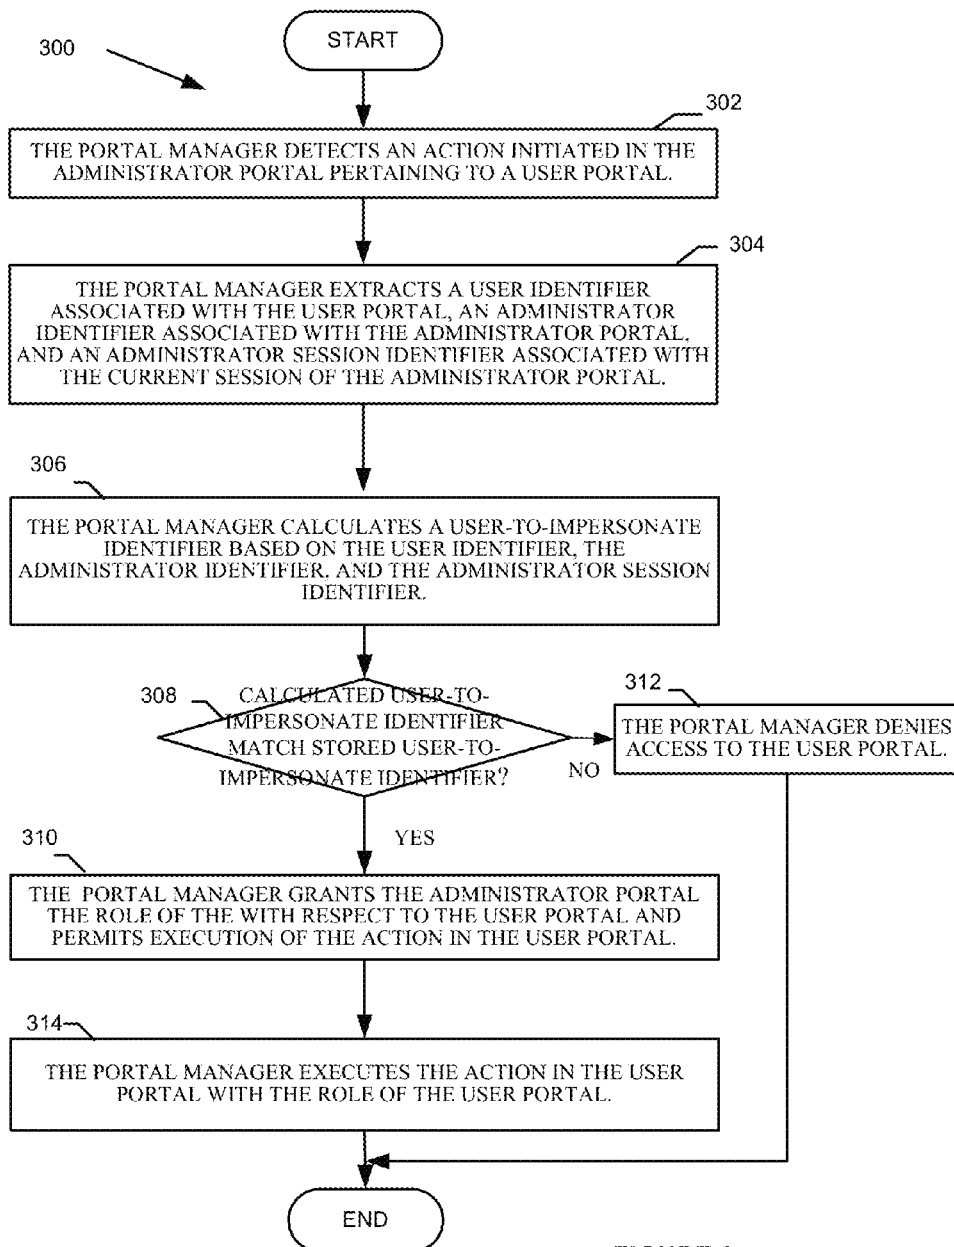 START
300
302
THE PORTAL MANAGER DETECTS AN ACTION INITIATED IN THE
ADMINISTRATOR PORTAL PERTAINING TO A USER PORTAL.
304
THE PORTAL MANAGER EXTRACTS A USER IDENTIFIER
ASSOCIATED WITH THE USER PORTAL, AN ADMINISTRATOR
IDENTIFIER ASSOCIATED WITH THE ADMINISTRATOR PORTAL,
AND AN ADMINISTRATOR SESSION IDENTIFIER ASSOCIATED WITH
THE CURRENT SESSION OF THE ADMINISTRATOR PORTAL.
306
THE PORTAL MANAGER CALCULATES A USER-TO-IMPERSONATE
IDENTIFIER BASED ON THE USER IDENTIFIER, THE
ADMINISTRATOR IDENTIFIER, AND THE ADMINISTRATOR SESSION
IDENTIFIER.
308
CALCULATED USER-TO-
IMPERSONATE IDENTIFIER
MATCH STORED USER-TO-
IMPERSONATE IDENTIFIER?
312
THE PORTAL MANAGER DENIES
ACCESS TO THE USER PORTAL.
NO
YES
310
THE PORTAL MANAGER GRANTS THE ADMINISTRATOR PORTAL
THE ROLE OF THE WITH RESPECT TO THE USER PORTAL AND
PERMITS EXECUTION OF THE ACTION IN THE USER PORTAL.
314
THE PORTAL MANAGER EXECUTES THE ACTION IN THE USER
PORTAL WITH THE ROLE OF THE USER PORTAL.
END